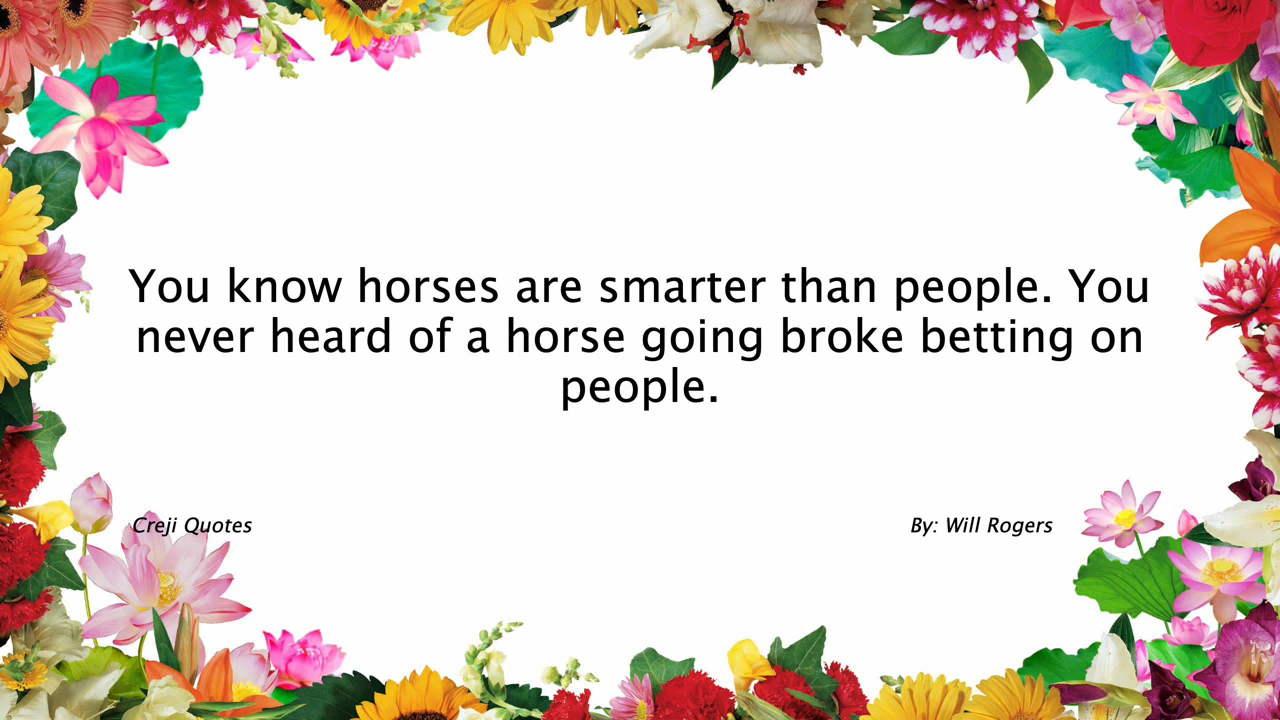 You know horses are smarter than people. You
never heard of a horse going broke betting on
people.
Creji Quotes
By: Will Rogers